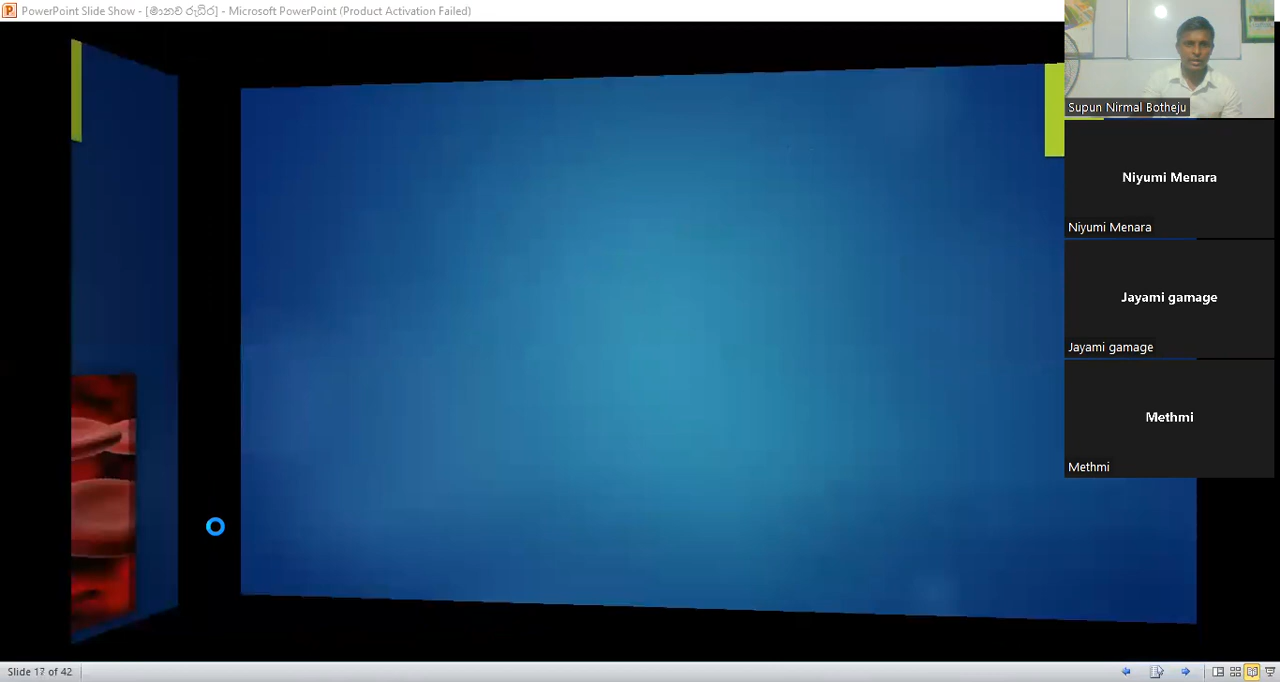 PowerPoint Slide Show - [මානව රුධිර] - Microsoft PowerPoint (Product Activation Failed)
Supun Nirmal Botheju
Niyumi Menara
Niyumi Menara
Jayami gamage
Jayami gamage
Methmi
Methmi
Slide 17 of 42